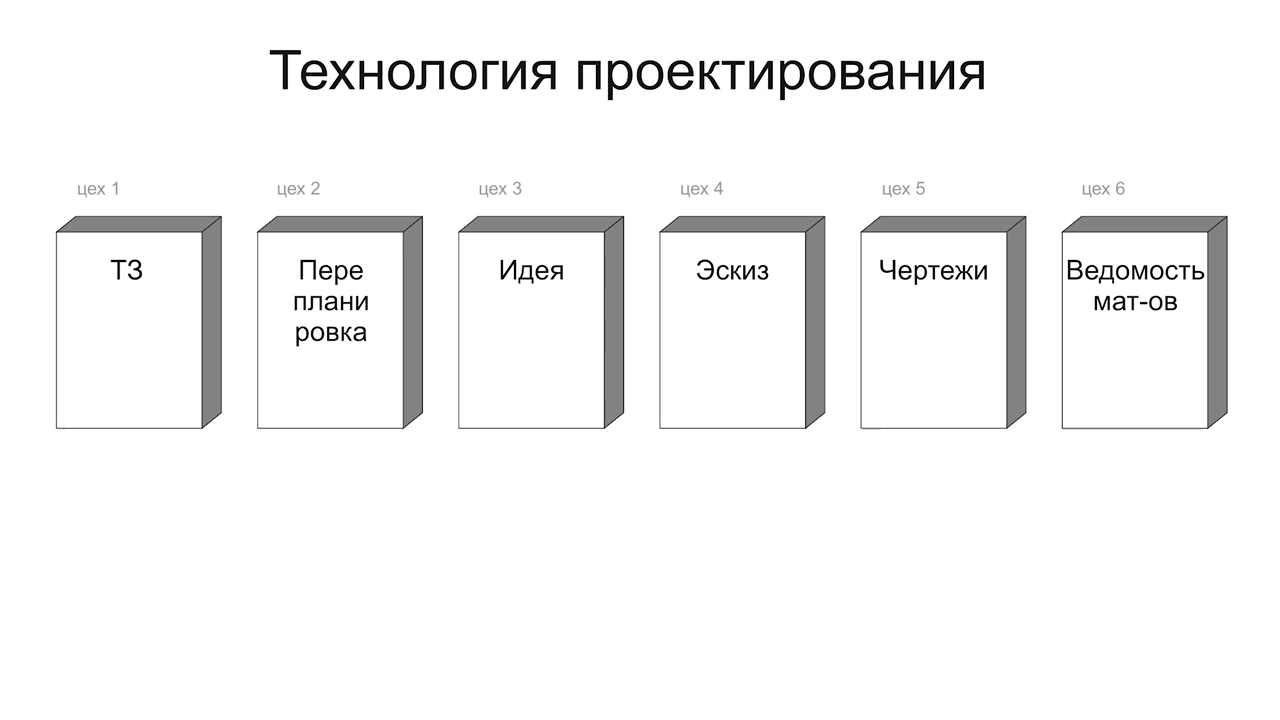 Технология проектирования
цех 1
цех 2
цех 3
цех 4
цех 5
цех 6
ТЗ
Пере
плани
ровка
Идея
Эскиз
Чертежи
Ведомость
мат-ов